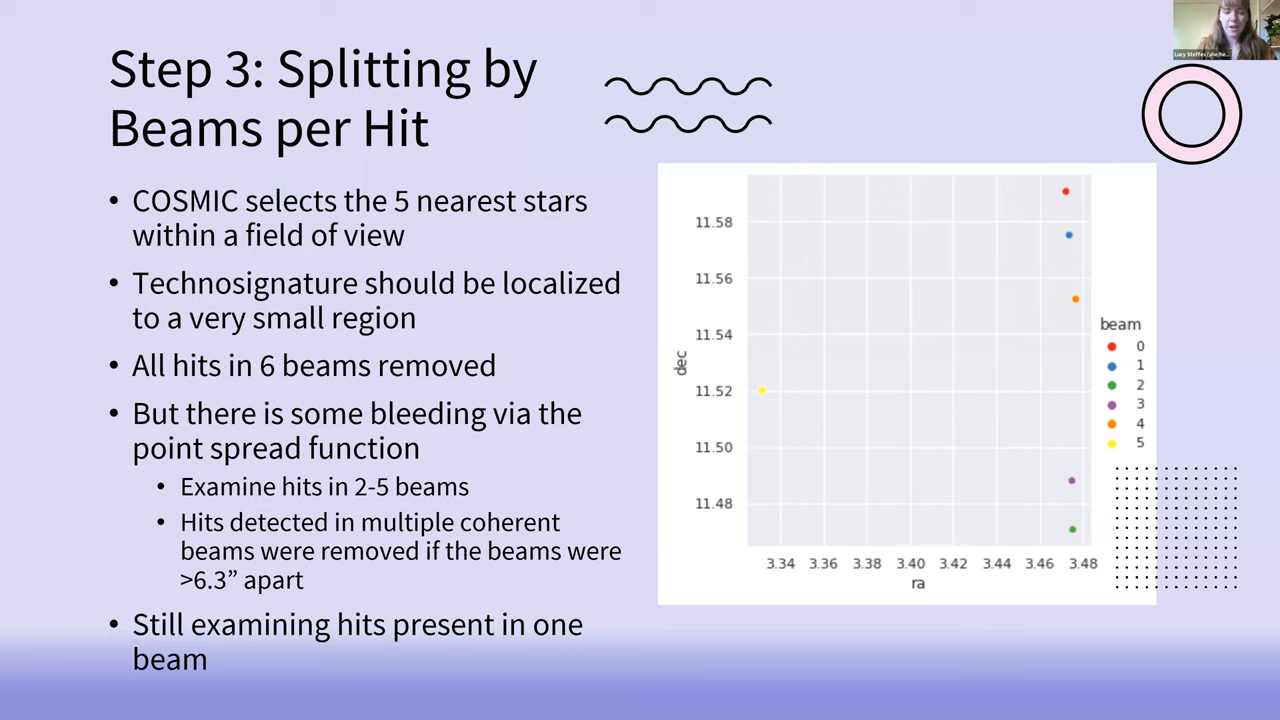 Step 3: Splitting by
Beams per Hit
• COSMIC selects the 5 nearest stars
within a field of view
• Technosignature should be localized
to a very small region
• All hits in 6 beams removed
• But there is some bleeding via the
point spread function
• Examine hits in 2-5 beams
• Hits detected in multiple coherent
beams were removed if the beams were
>6.3” apart
• Still examining hits present in one
beam
Lucy Steffes
11.58
11.56
11.54
11.52
11.50
11.48
dec
3.34 3.36 3.38 3.40 3.42 3.44 3.46 3.48
ra
beam
0
1
2
3
4
5